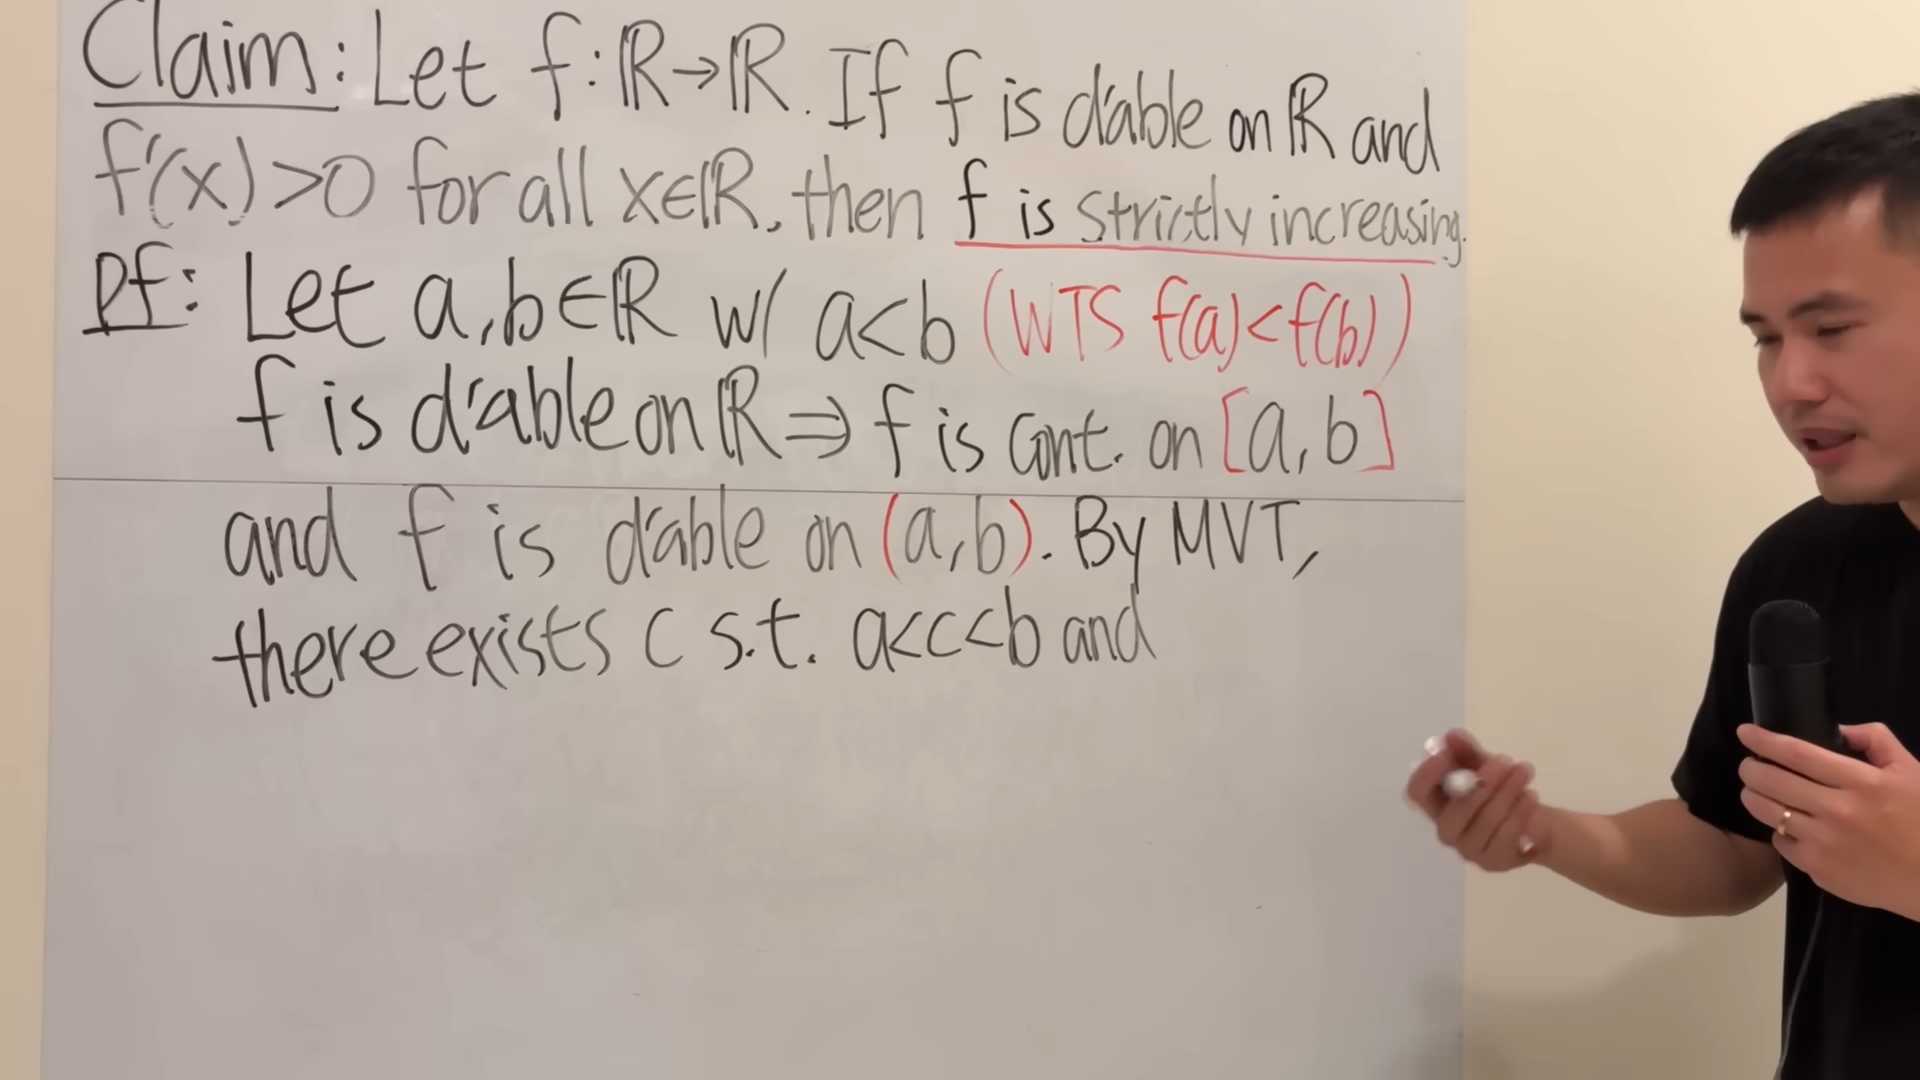 Claim: Let f: ℝ→ℝ. If f is d'able on ℝ and
f'(x)>0 for all x∈ℝ, then f is strictly increasing.
Pf: Let a,b∈ℝ w/ a<b (WTS f(a)<f(b))
f is d'able on ℝ ⇒ f is cont. on [a,b]
and f is d'able on (a,b). By MVT,
there exists c s.t. a<c<b and